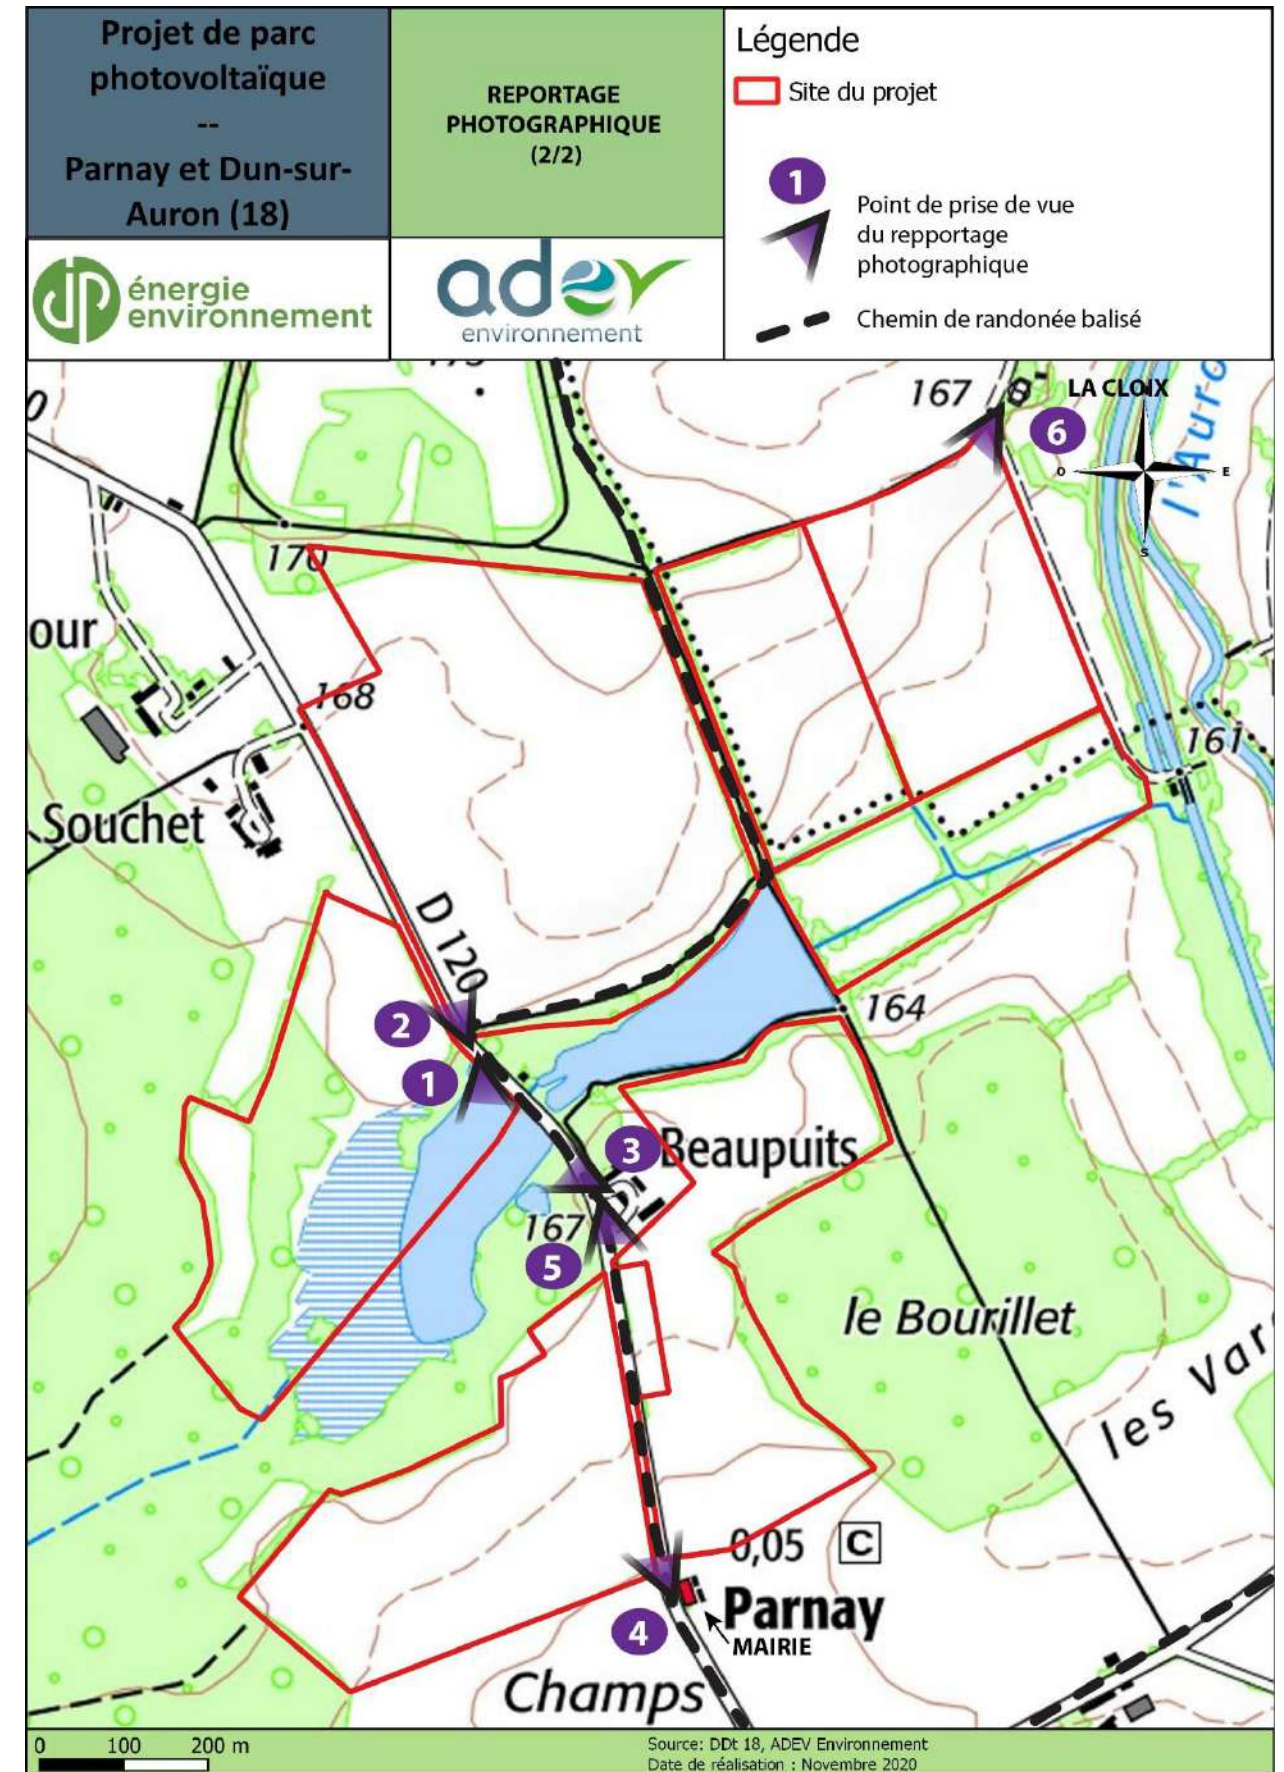 Projet de parc
photovoltaïque
--
Parnay et Dun-sur-
Auron (18)
REPORTAGE
PHOTOGRAPHIQUE
(2/2)
Légende
Site du projet
1
Point de prise de vue
du repportage
photographique
Chemin de randonée balisé
JP
énergie
environnement
adev
environnement
167
LA CLOIX
6
O
E
S
l'Auro
170
our
168
161
Souchet
D 120
2
164
1
3
Beaupuits
167
5
le Bourillet
les Var
0,05
C
Parnay
4
MAIRIE
Champs
0
100
200 m
Source: DDt 18, ADEV Environnement
Date de réalisation : Novembre 2020